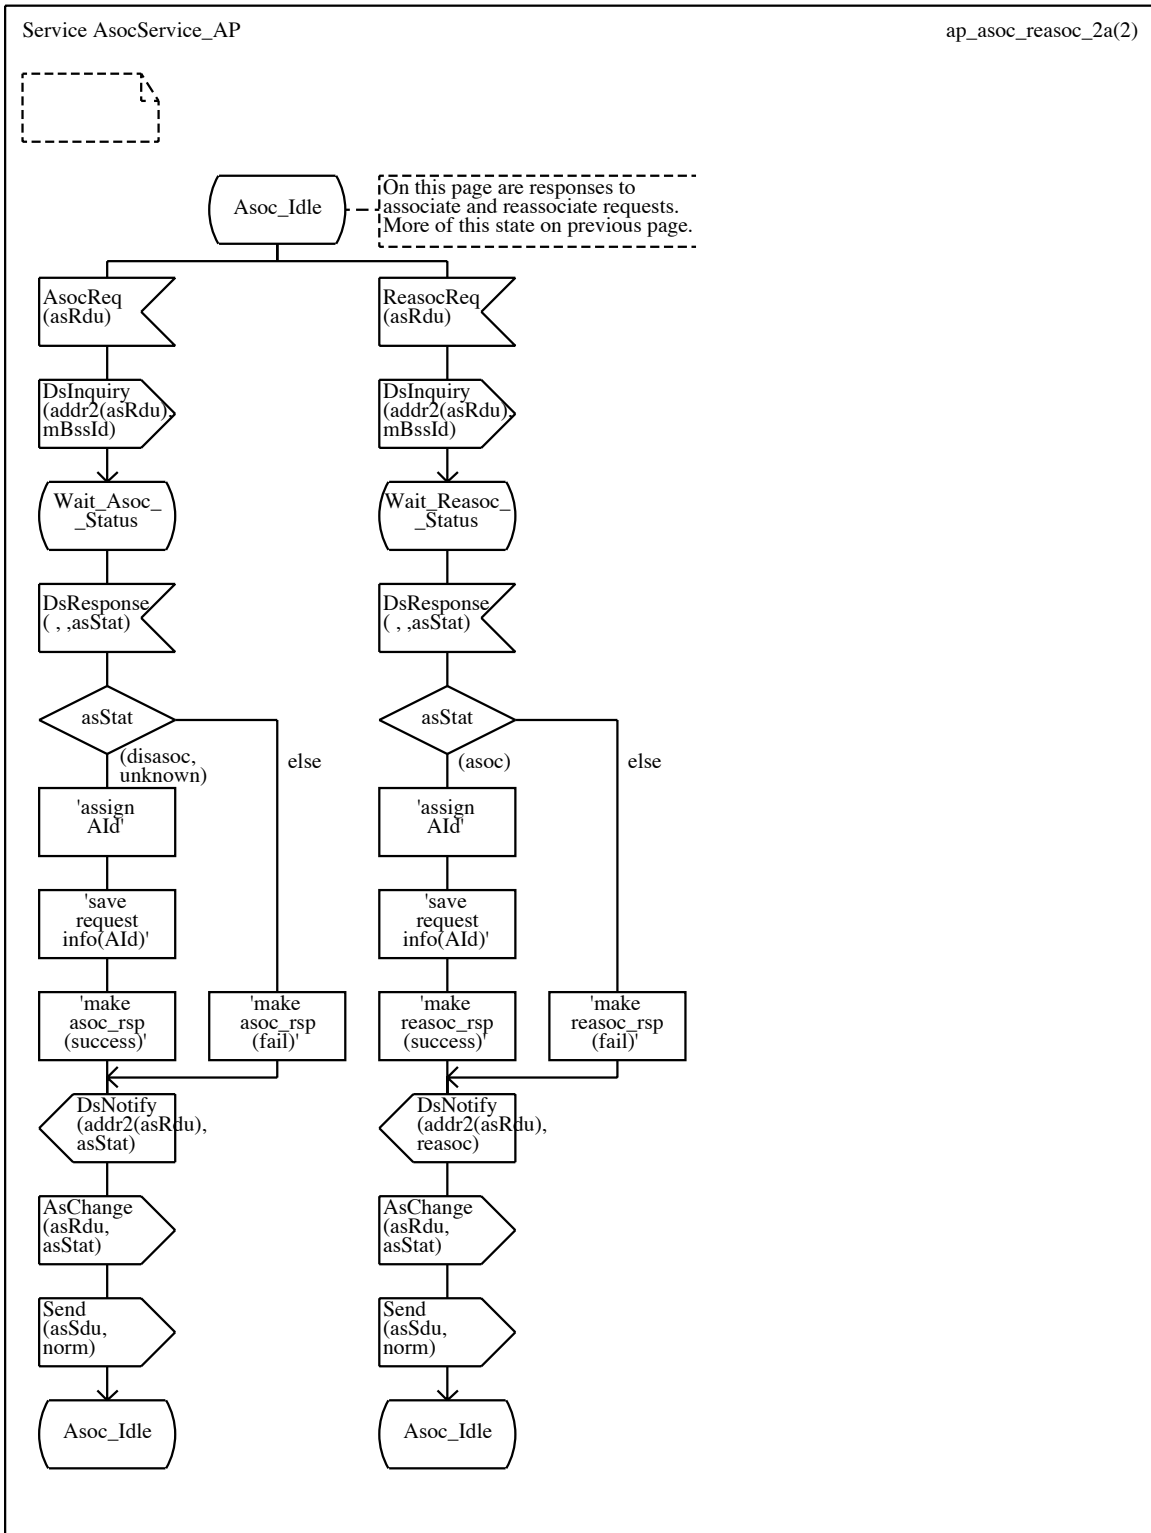 Service AsocService_AP
ap_asoc_reasoc_2a(2)
Asoc_Idle
On this page are responses to
associate and reassociate requests.
More of this state on previous page.
AsocReq
(asRdu)
DsInquiry
(addr2(asRdu),
mBssId)
Wait_Asoc_
_Status
DsResponse
( , ,asStat)
asStat
(disasoc,
unknown)
else
'assign
AId'
'save
request
info(AId)'
'make
asoc_rsp
(success)'
'make
asoc_rsp
(fail)'
DsNotify
(addr2(asRdu),
asStat)
AsChange
(asRdu,
asStat)
Send
(asSdu,
norm)
Asoc_Idle
ReasocReq
(asRdu)
DsInquiry
(addr2(asRdu),
mBssId)
Wait_Reasoc_
_Status
DsResponse
( , ,asStat)
asStat
(asoc)
else
'assign
AId'
'save
request
info(AId)'
'make
reasoc_rsp
(success)'
'make
reasoc_rsp
(fail)'
DsNotify
(addr2(asRdu),
reasoc)
AsChange
(asRdu,
asStat)
Send
(asSdu,
norm)
Asoc_Idle